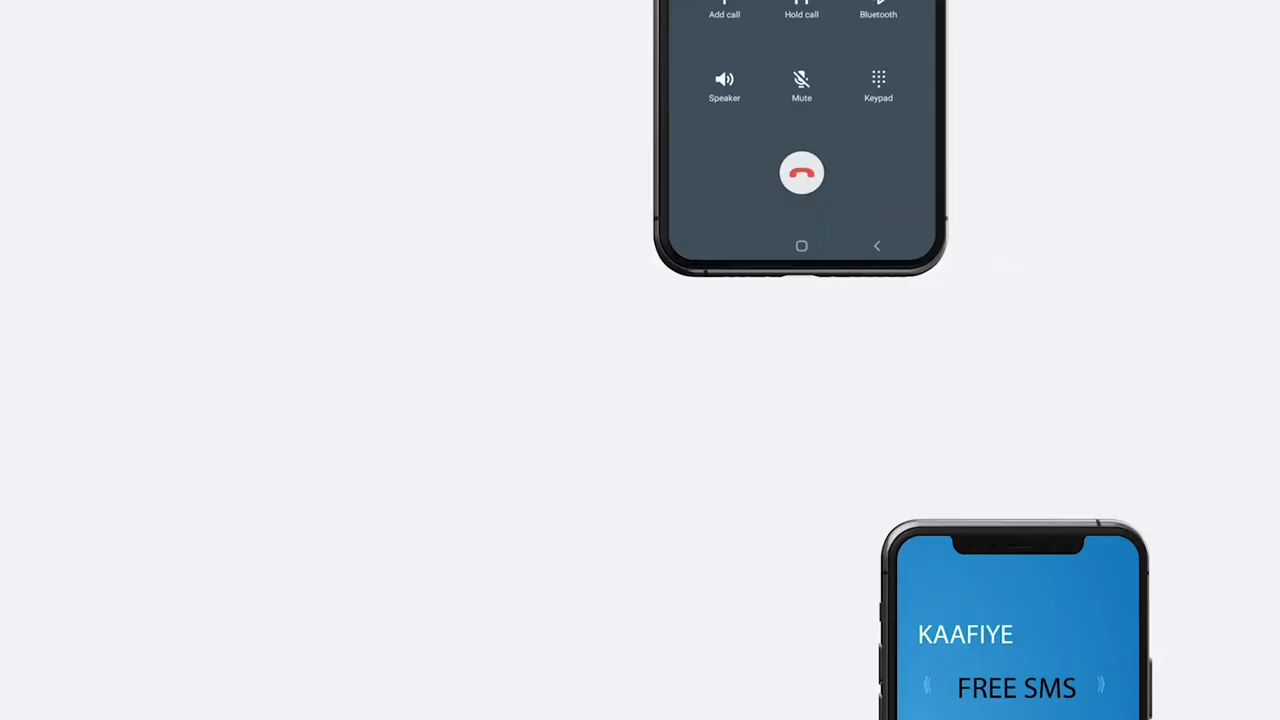 Add call Hold call Bluetooth
Speaker Mute Keypad
KAAFIYE
FREE SMS